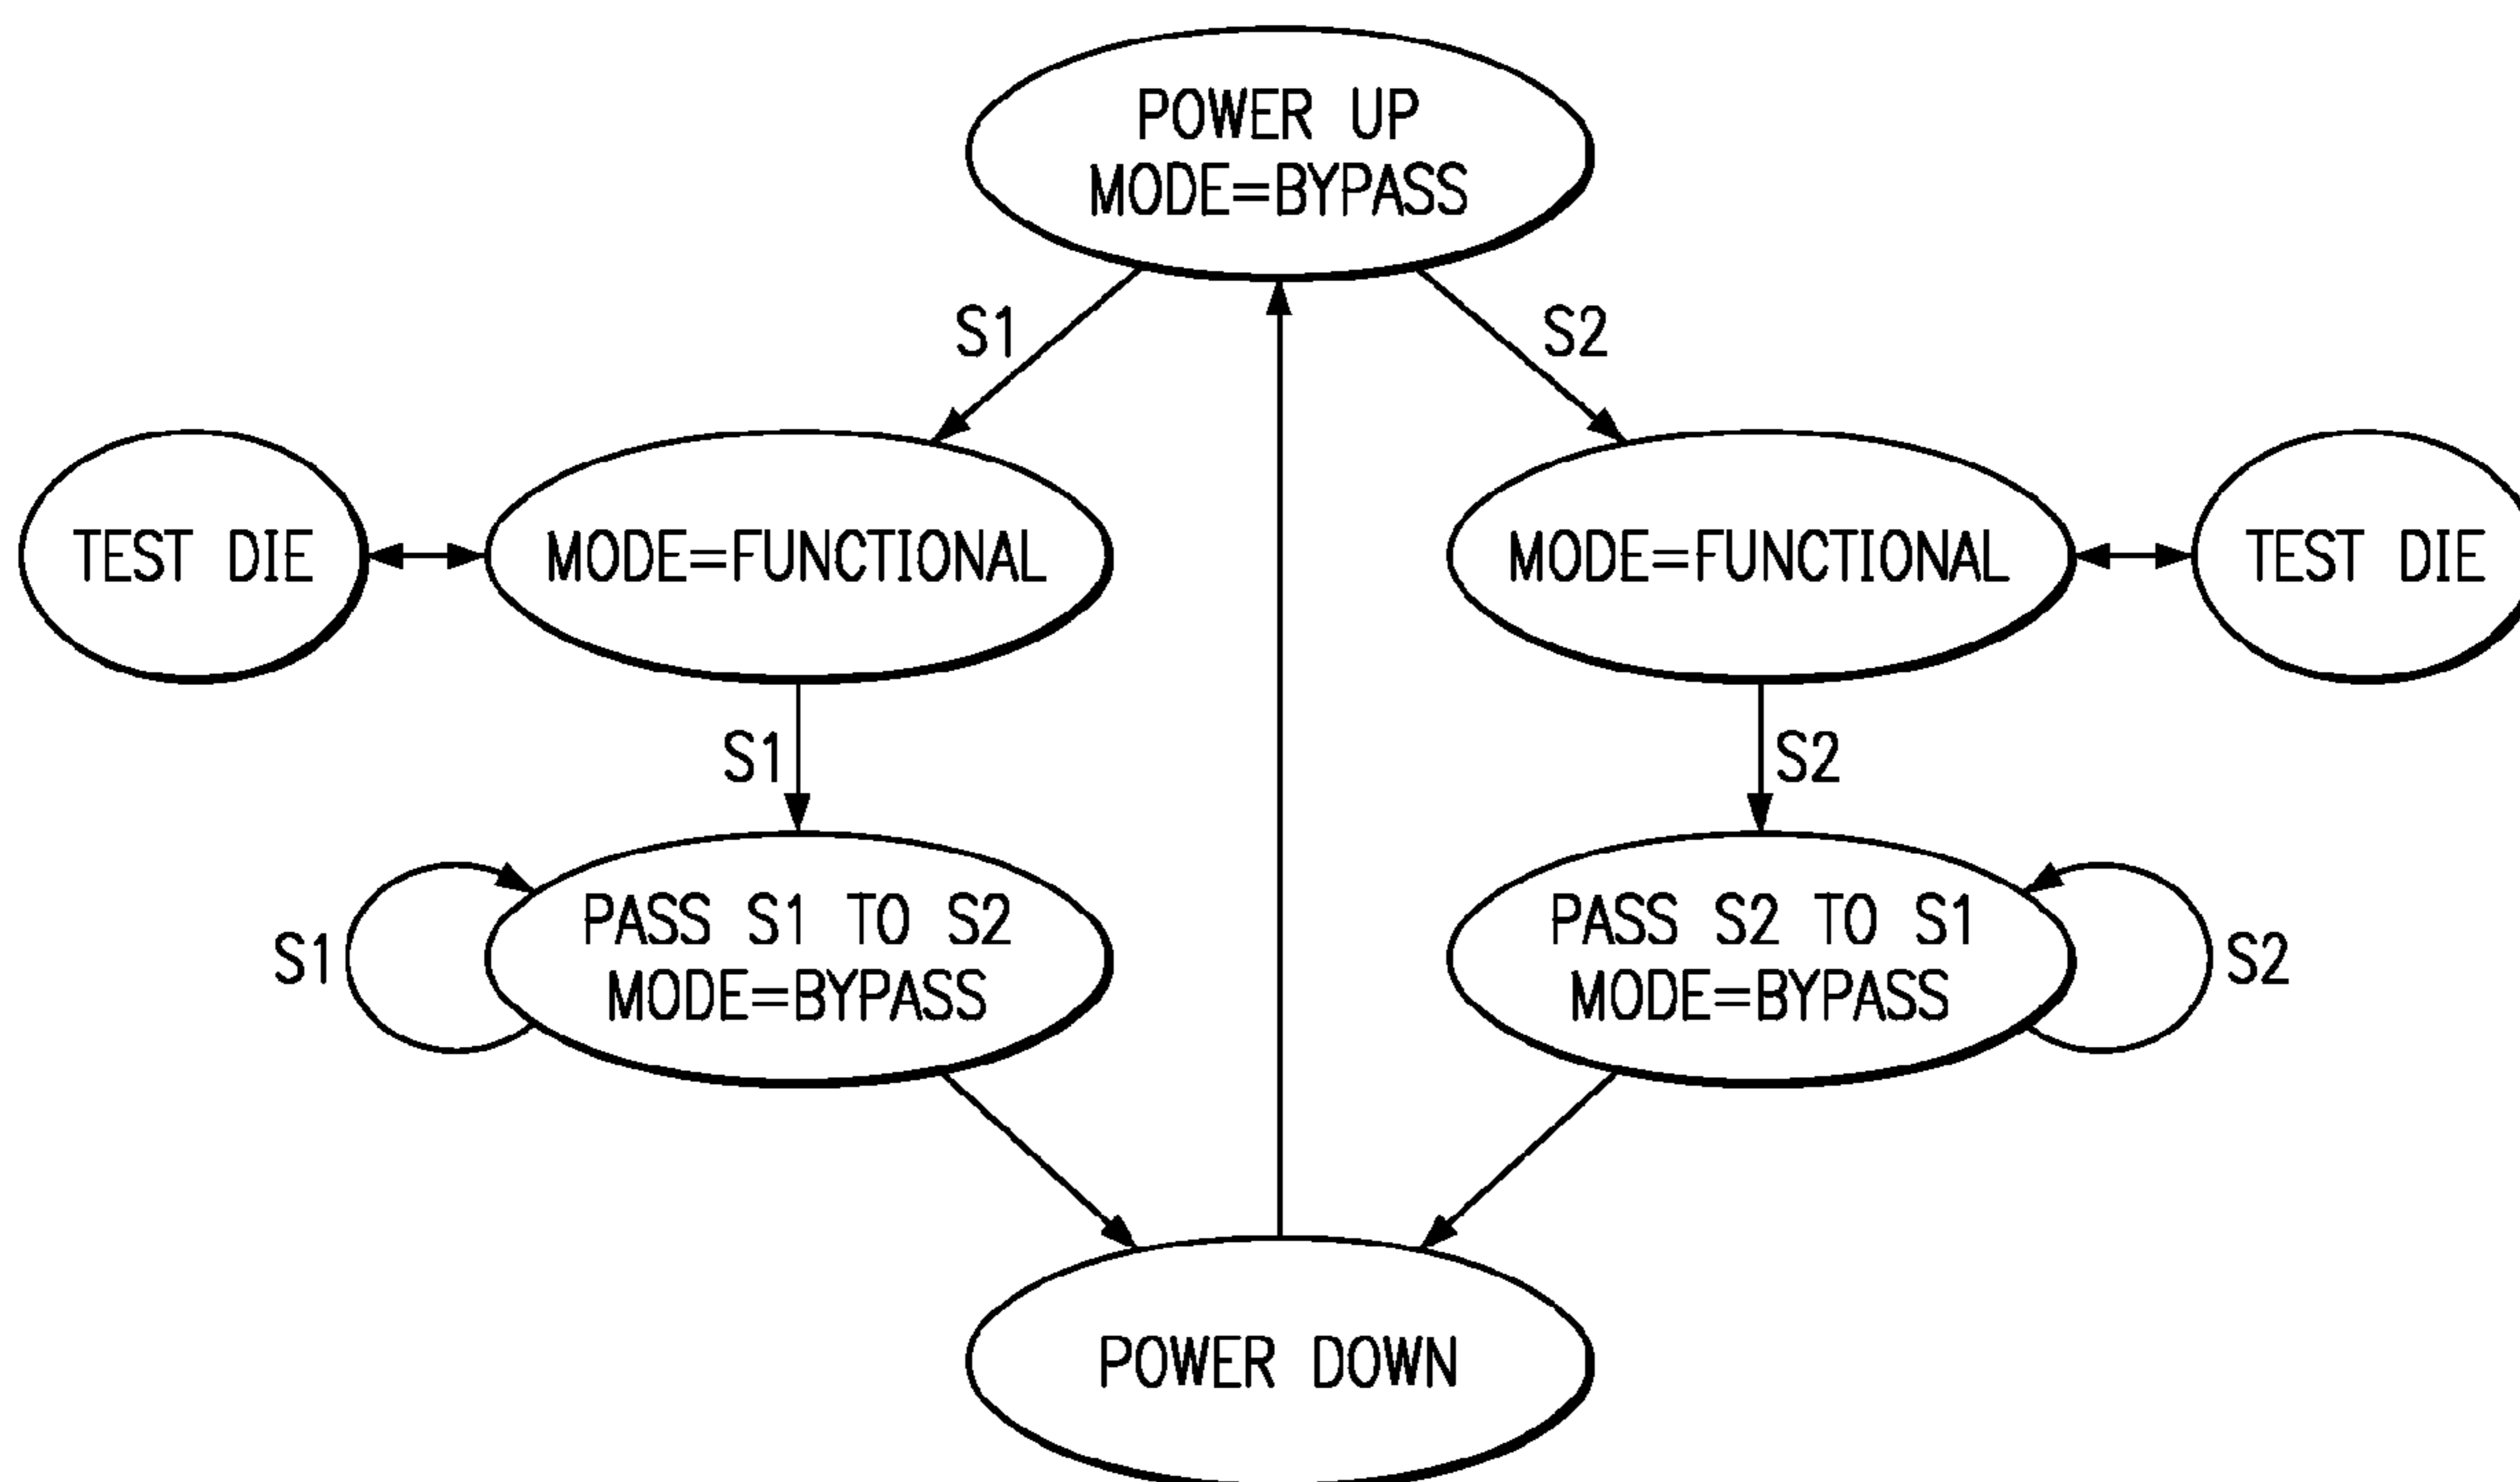 POWER UP
MODE=BYPASS
S1
S2
TEST DIE
MODE=FUNCTIONAL
MODE=FUNCTIONAL
TEST DIE
S1
S2
PASS S1 TO S2
MODE=BYPASS
S1
PASS S2 TO S1
MODE=BYPASS
S2
POWER DOWN